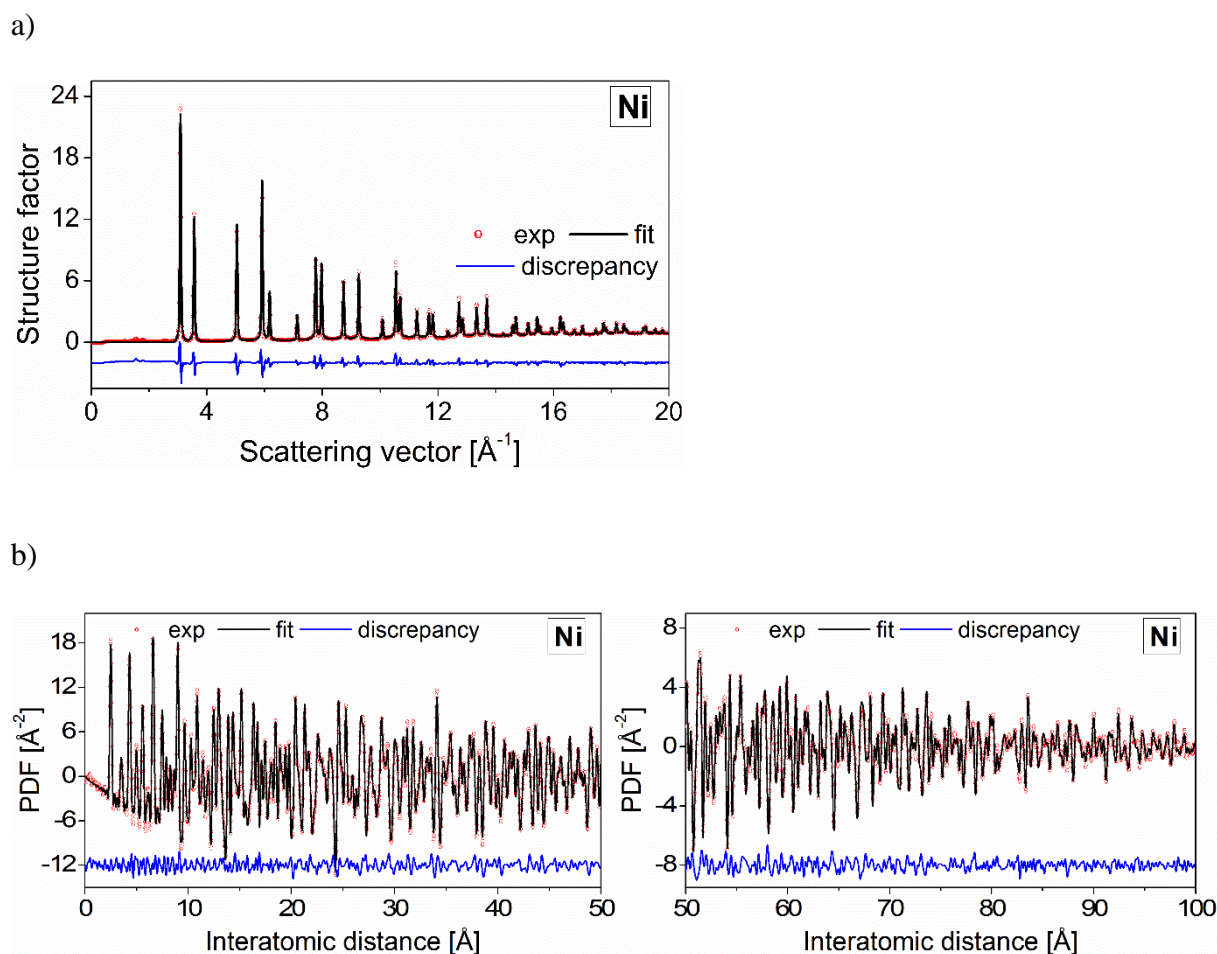 a)
Ni
24
18
12
6
0
Structure factor
exp fit
discrepancy
0 4 8 12 16 20
Scattering vector [Å⁻¹]
b)
exp fit discrepancy
Ni
18
12
6
0
-6
-12
PDF [Å⁻²]
0 10 20 30 40 50
Interatomic distance [Å]
exp fit discrepancy
Ni
8
4
0
-4
-8
PDF [Å⁻²]
50 60 70 80 90 100
Interatomic distance [Å]